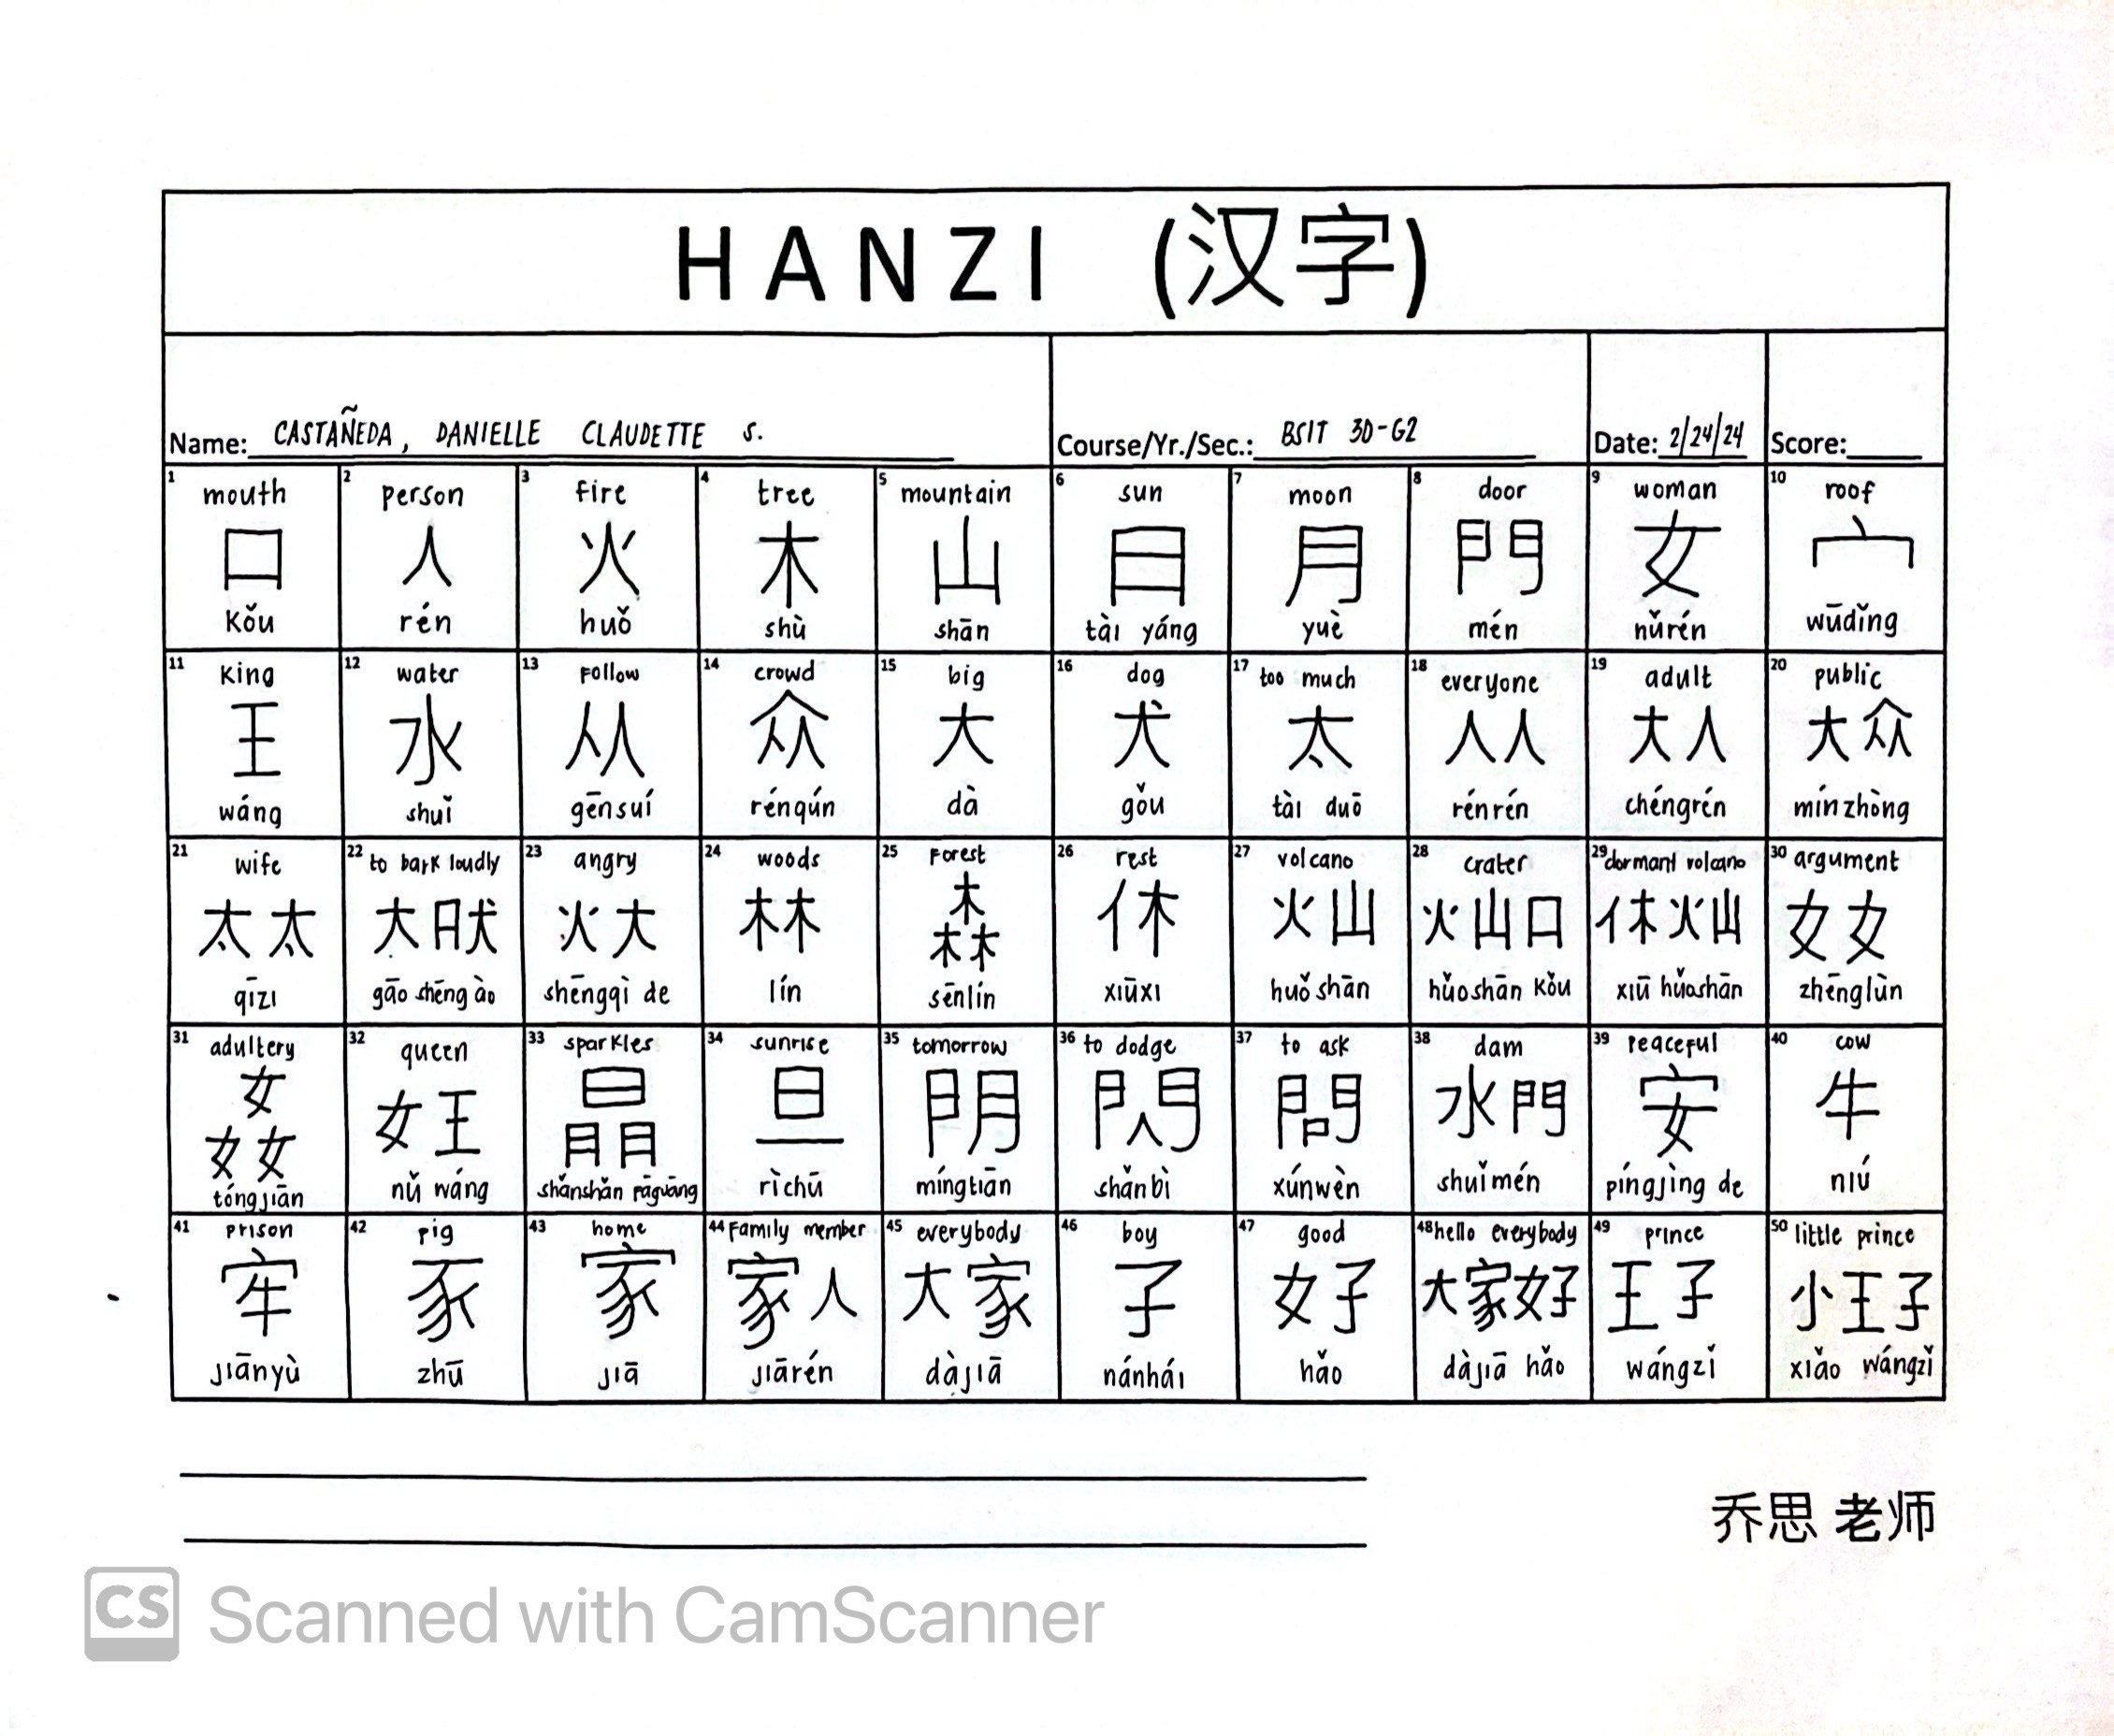 HANZI (汉字)
Name: CASTAÑEDA, DANIELLE CLAUDETTE S. Course/Yr./Sec.: BSIT 3D-G2 Date: 2/24/24 Score:
1 mouth 2 person 3 fire 4 tree 5 mountain 6 sun 7 moon 8 door 9 woman 10 roof
口 人 火 木 山 日 月 門 女 宀
kǒu rén huǒ shù shān tài yáng yuè mén nǔrén wūdǐng
11 king 12 water 13 follow 14 crowd 15 big 16 dog 17 too much 18 everyone 19 adult 20 public
王 水 从 众 大 犬 太 人人 大人 大众
wáng shuǐ gēnsuí rénqún dà gǒu tài duō rénrén chéngrén mínzhòng
21 wife 22 to bark loudly 23 angry 24 woods 25 forest 26 rest 27 volcano 28 crater 29 dormant volcano 30 argument
太太 大吠 火大 林 森 休 火山 火山口 休火山 女女
qīzi gāo shēng ào shēngqì de lín sēnlín xiūxi huǒshān hǔoshān kǒu xiū hǔoshān zhēnglùn
31 adultery 32 queen 33 sparkles 34 sunrise 35 tomorrow 36 to dodge 37 to ask 38 dam 39 peaceful 40 cow
姦 女王 晶 旦 明 閃 問 水門 安 牛
tóngjiān nǔ wáng shǎnshǎn fāguāng rìchū míngtiān shǎnbì xúnwèn shuǐmén píngjìng de niú
41 prison 42 pig 43 home 44 family member 45 everybody 46 boy 47 good 48 hello everybody 49 prince 50 little prince
牢 豕 家 家人 大家 子 好 大家好 王子 小王子
jiānyù zhū jiā jiārén dàjiā nánhái hǎo dàjiā hǎo wángzǐ xiǎo wángzǐ
乔思 老师
CS Scanned with CamScanner